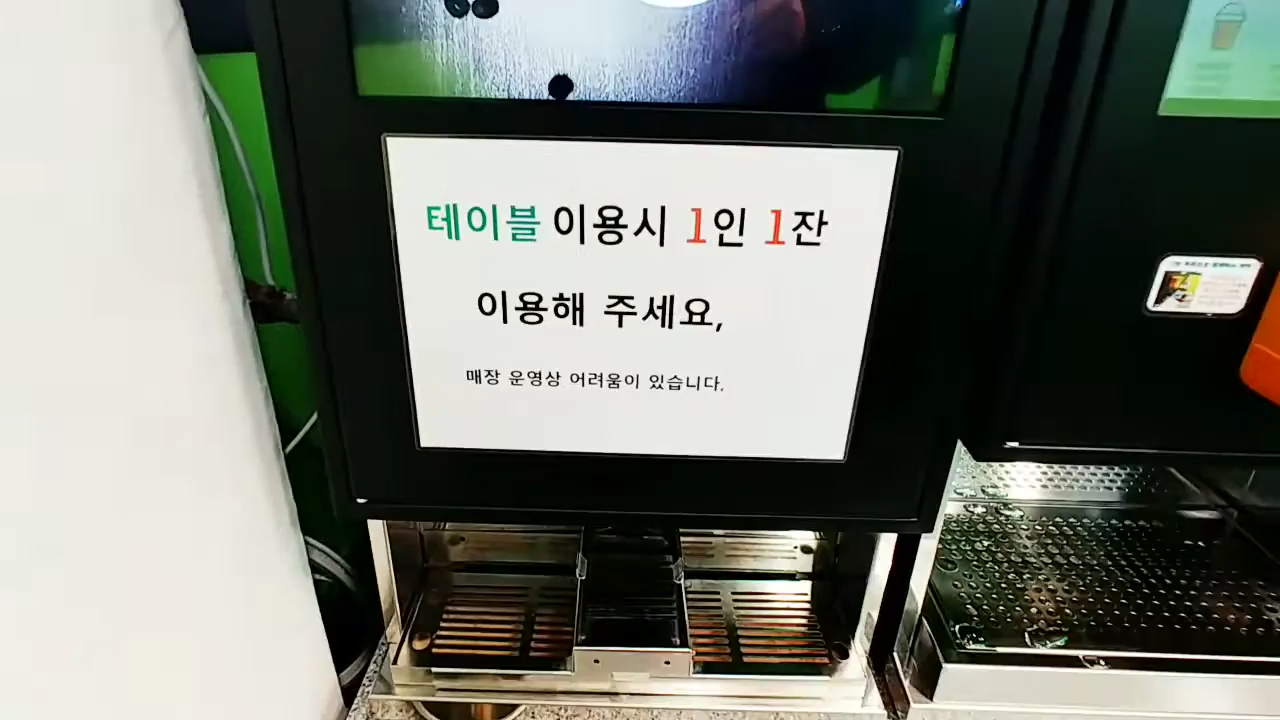 테이블 이용시 1인 1잔
이용해 주세요,
매장 운영상 어려움이 있습니다.